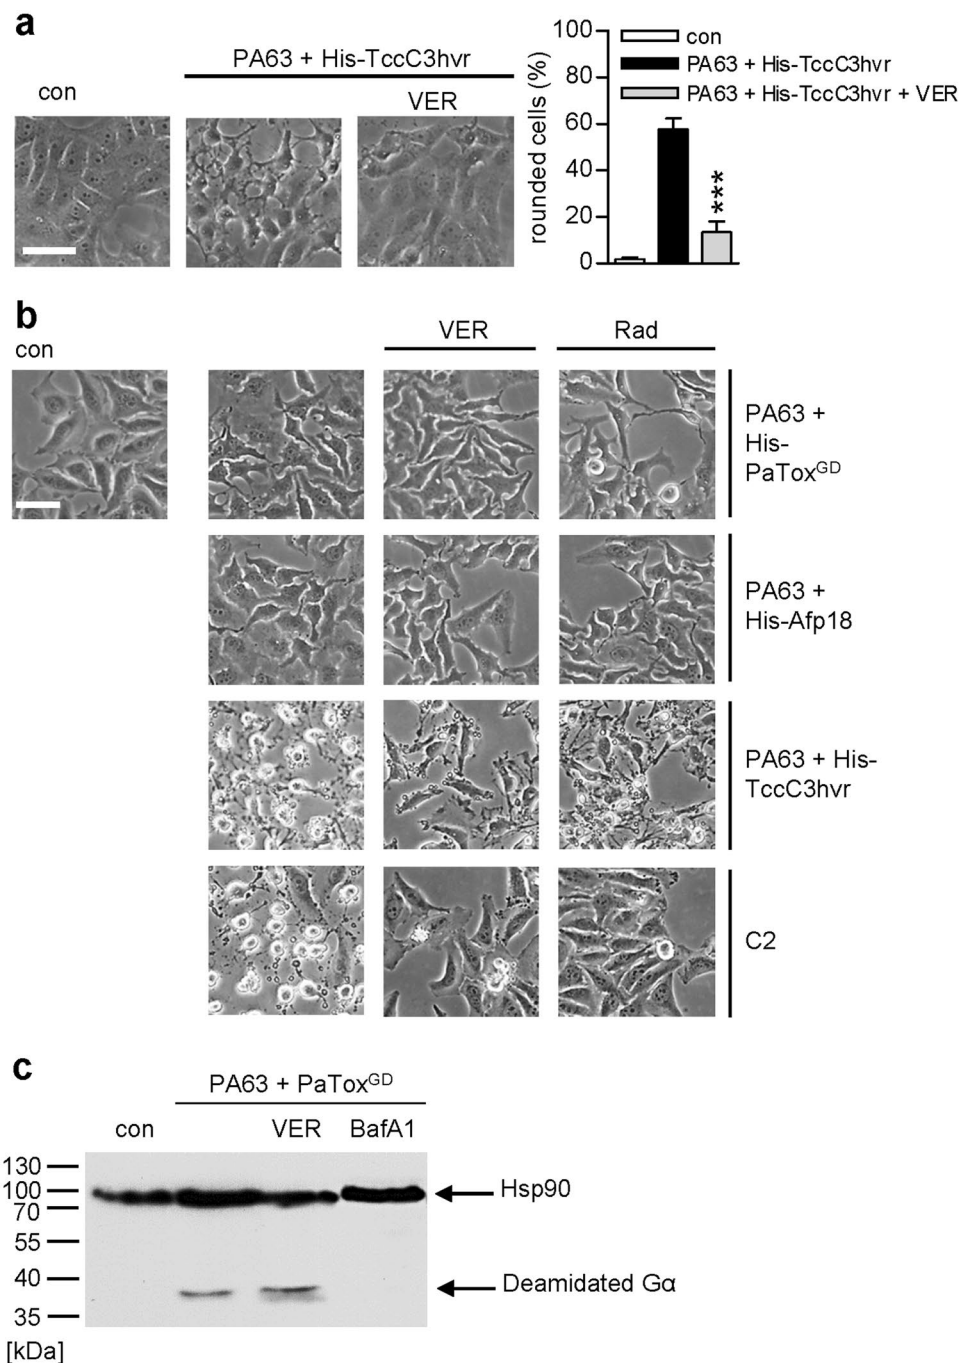 a
con
PA63 + His-TccC3hvr
VER
rounded cells (%)
100
80
60
40
20
0
con
PA63 + His-TccC3hvr
PA63 + His-TccC3hvr + VER
***
b
con
VER
Rad
PA63 +
His-
PaTox^GD
PA63 +
His-Afp18
PA63 + His-
TccC3hvr
C2
c
PA63 + PaTox^GD
con
VER
BafA1
130
100
70
55
40
35
[kDa]
Hsp90
Deamidated Gα